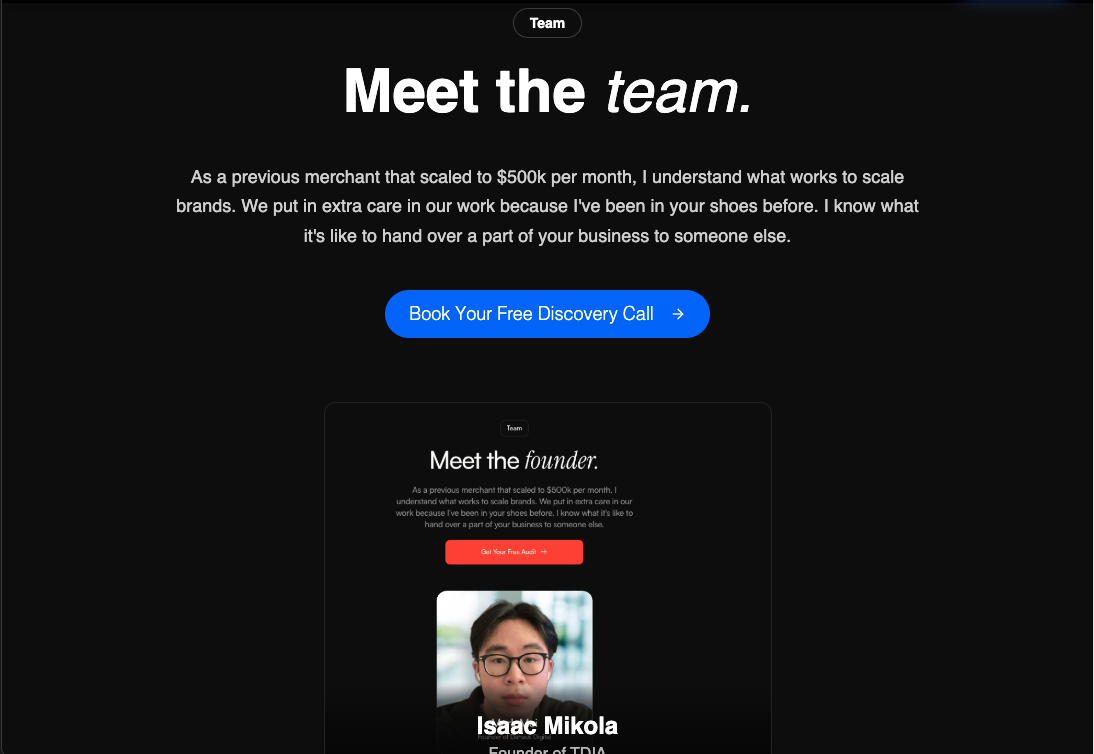 Team
Meet the team.
As a previous merchant that scaled to $500k per month, I understand what works to scale
brands. We put in extra care in our work because I've been in your shoes before. I know what
it's like to hand over a part of your business to someone else.
Book Your Free Discovery Call →
Team
Meet the founder.
As a previous merchant that scaled to $500k per month, I
understand what works to scale brands. We put in extra care in our
work because I've been in your shoes before. I know what it's like to
hand over a part of your business to someone else.
Get Your Free Audit →
Isaac Mikola
Founder of TDIA